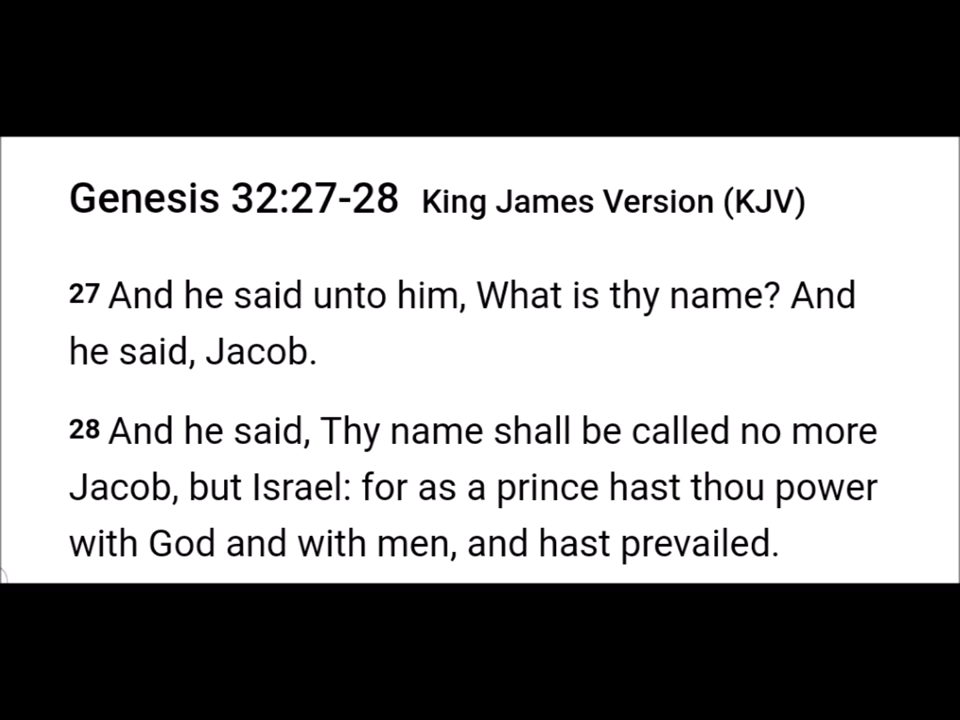 Genesis 32:27-28 King James Version (KJV)
27 And he said unto him, What is thy name? And
he said, Jacob.
28 And he said, Thy name shall be called no more
Jacob, but Israel: for as a prince hast thou power
with God and with men, and hast prevailed.